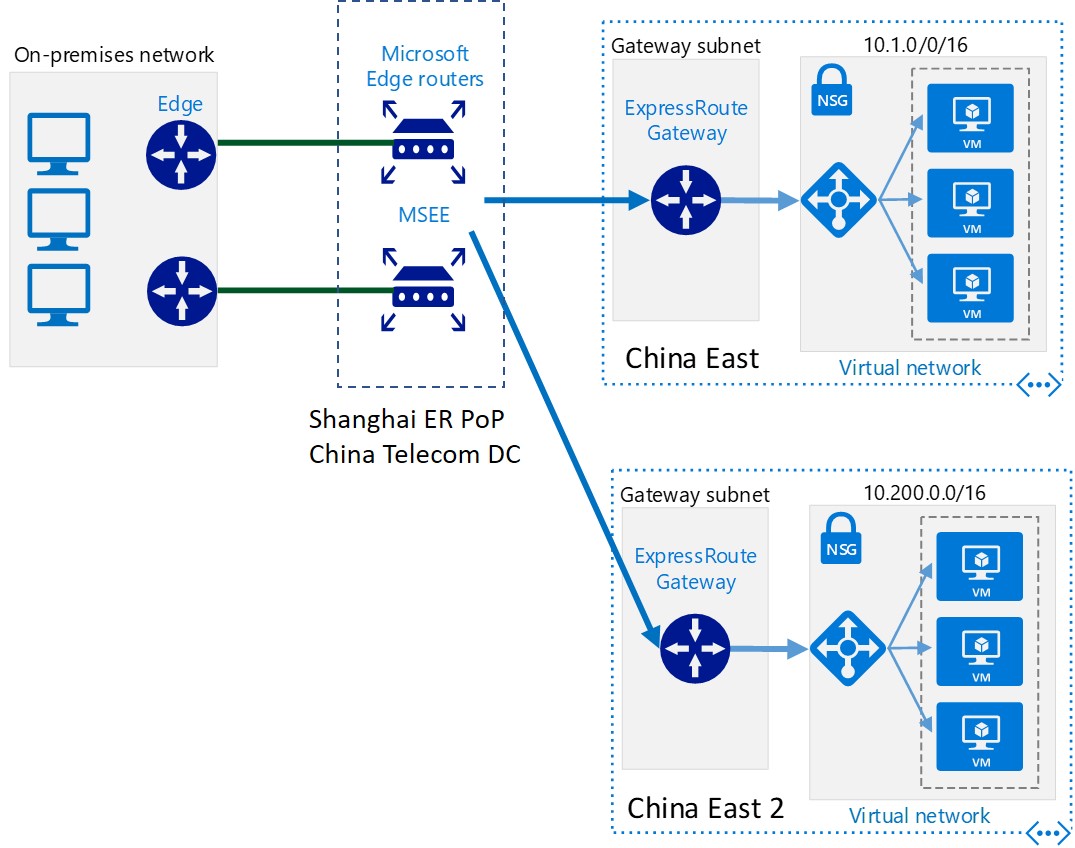 On-premises network
Edge
Microsoft
Edge routers
MSEE
Shanghai ER PoP
China Telecom DC
Gateway subnet
ExpressRoute
Gateway
China East
10.1.0/0/16
NSG
VM
VM
VM
Virtual network
Gateway subnet
ExpressRoute
Gateway
China East 2
10.200.0.0/16
NSG
VM
VM
VM
Virtual network